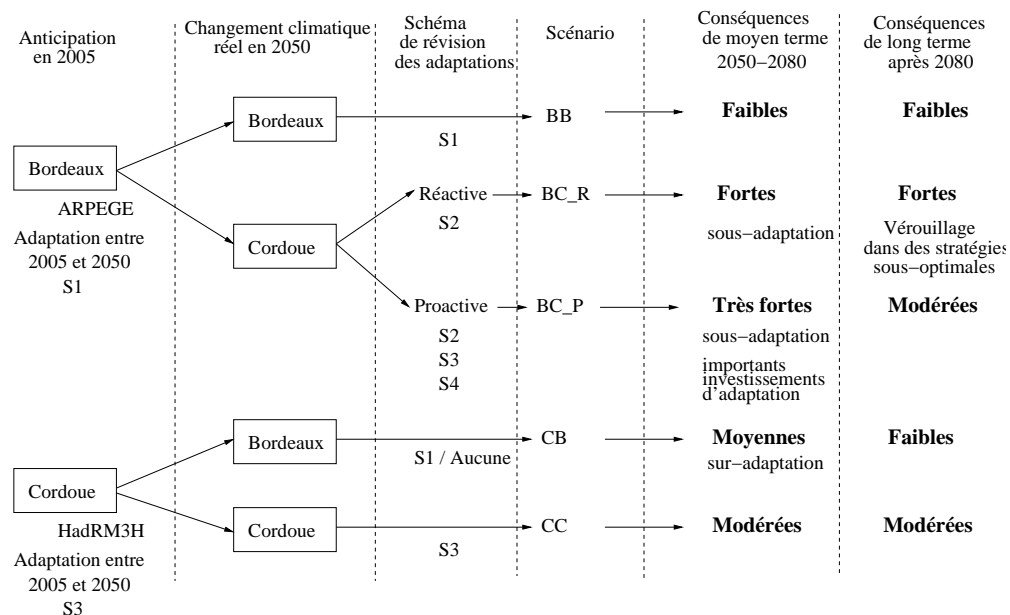 Anticipation
en 2005
Changement climatique
réel en 2050
Schéma
de révision
des adaptations
Scénario
Conséquences
de moyen terme
2050−2080
Conséquences
de long terme
après 2080
Bordeaux
ARPEGE
Adaptation entre
2005 et 2050
S1
Bordeaux
S1
BB
Faibles
Faibles
Cordoue
Réactive
S2
BC_R
Fortes
sous−adaptation
Fortes
Vérouillage
dans des stratégies
sous−optimales
Proactive
S2
S3
S4
BC_P
Très fortes
sous−adaptation
importants
investissements
d'adaptation
Modérées
Cordoue
HadRM3H
Adaptation entre
2005 et 2050
S3
Bordeaux
S1 / Aucune
CB
Moyennes
sur−adaptation
Faibles
Cordoue
S3
CC
Modérées
Modérées